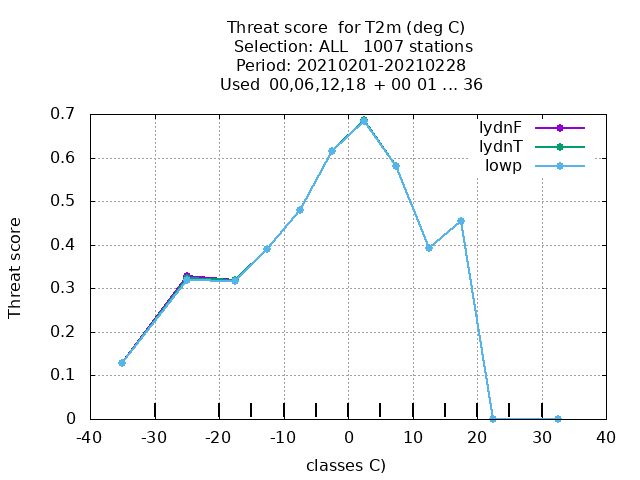 Threat score  for T2m (deg C)
Selection: ALL   1007 stations
Period: 20210201-20210228
Used  00,06,12,18  + 00 01 ... 36
lydnF
lydnT
lowp
0.7
0.6
0.5
0.4
0.3
0.2
0.1
0
Threat score
-40 -30 -20 -10 0 10 20 30 40
classes C)